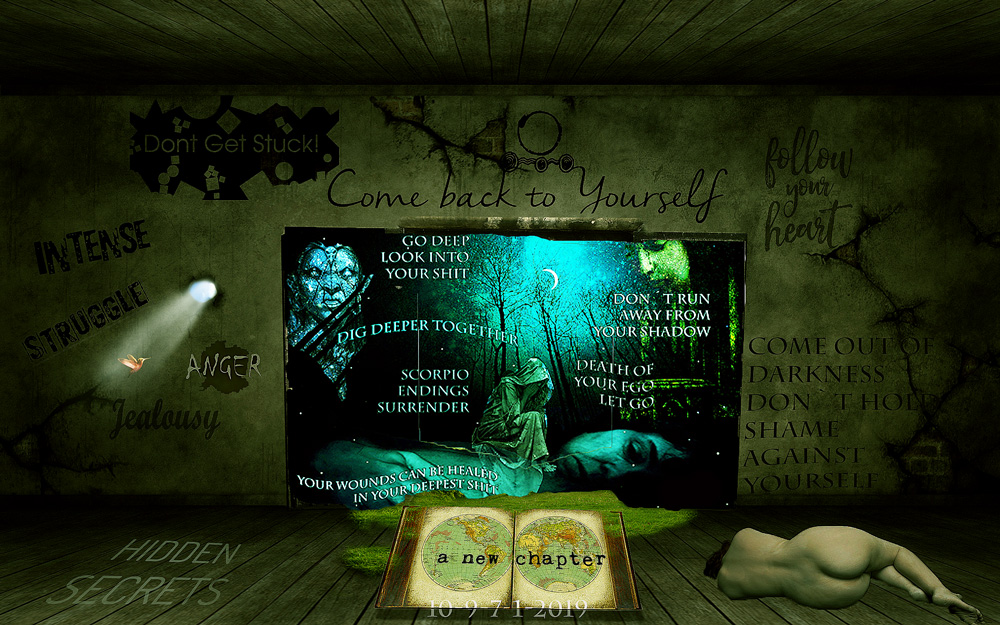 Dont Get Stuck!
Come back to Yourself
follow
your
heart
INTENSE
STRUGGLE
ANGER
Jealousy
GO DEEP
LOOK INTO
YOUR SHIT
DIG DEEPER TOGETHER
SCORPIO
ENDINGS
SURRENDER
DON T RUN
AWAY FROM
YOUR SHADOW
DEATH OF
YOUR EGO
LET GO
YOUR WOUNDS CAN BE HEALED
IN YOUR DEEPEST SHIT
COME OUT OF
DARKNESS
DON T HOLD
SHAME
AGAINST
YOURSELF
HIDDEN
SECRETS
a new chapter
10-9-7-1-2019